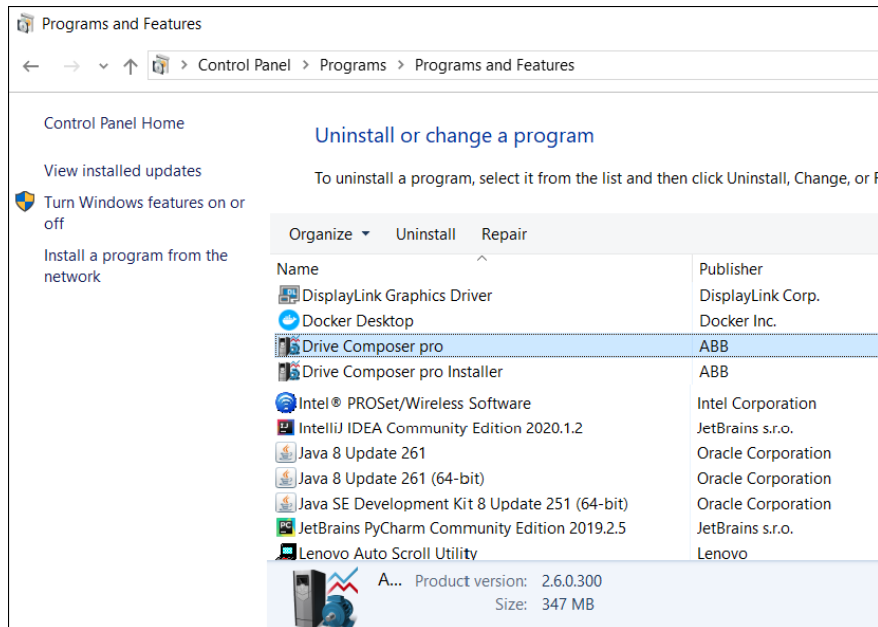 Programs and Features
Control Panel > Programs > Programs and Features
Control Panel Home
View installed updates
Turn Windows features on or
off
Install a program from the
network
Uninstall or change a program
To uninstall a program, select it from the list and then click Uninstall, Change, or
Organize Uninstall Repair
Name Publisher
DisplayLink Graphics Driver DisplayLink Corp.
Docker Desktop Docker Inc.
Drive Composer pro ABB
Drive Composer pro Installer ABB
Intel® PROSet/Wireless Software Intel Corporation
IntelliJ IDEA Community Edition 2020.1.2 JetBrains s.r.o.
Java 8 Update 261 Oracle Corporation
Java 8 Update 261 (64-bit) Oracle Corporation
Java SE Development Kit 8 Update 251 (64-bit) Oracle Corporation
JetBrains PyCharm Community Edition 2019.2.5 JetBrains s.r.o.
Lenovo Auto Scroll Utility Lenovo
A... Product version: 2.6.0.300
Size: 347 MB